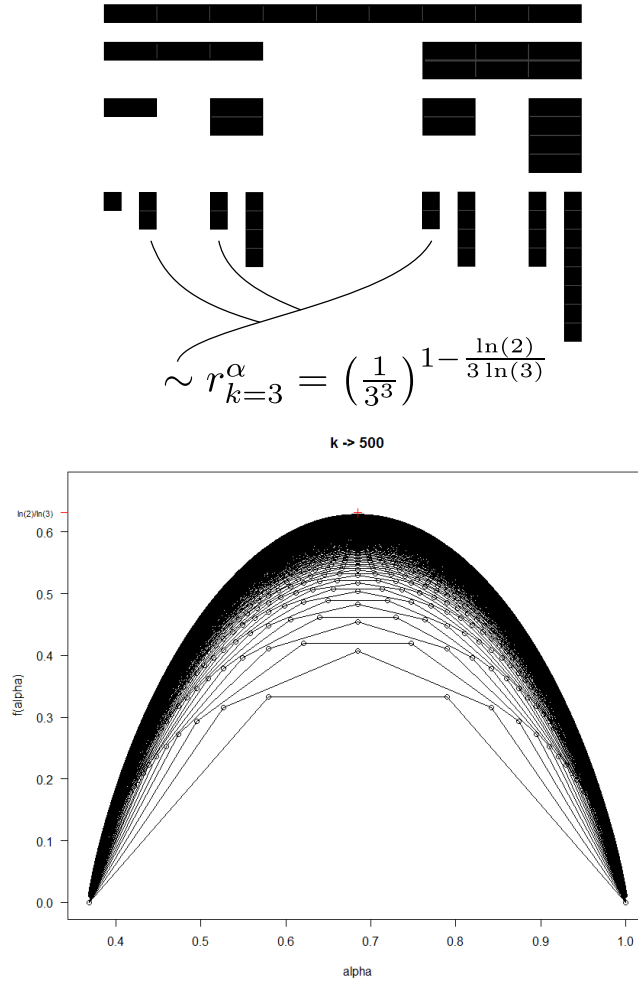 ∼ r^α_{k=3} = (1/3^3)^{1 − ln(2)/(3 ln(3))}
k -> 500
ln(2)/ln(3)
0.6
0.5
0.4
0.3
0.2
0.1
0.0
f(alpha)
0.4 0.5 0.6 0.7 0.8 0.9 1.0
alpha